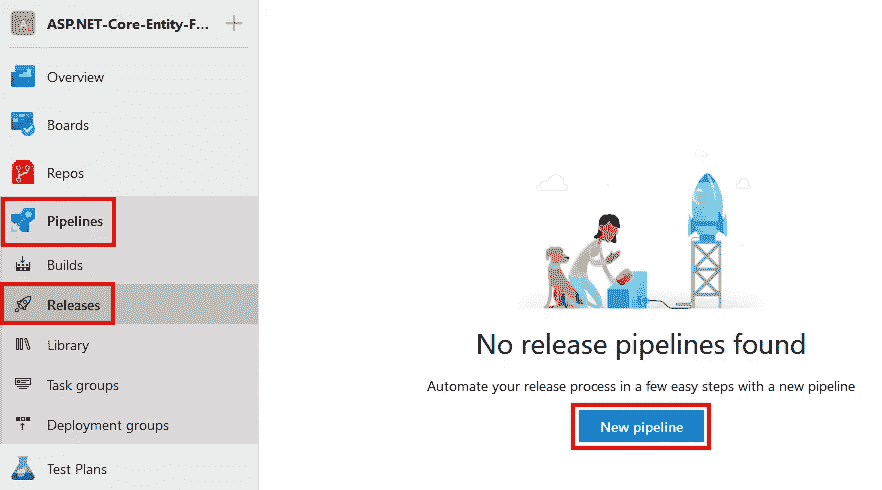 ASP.NET-Core-Entity-F...
Overview
Boards
Repos
Pipelines
Builds
Releases
Library
Task groups
Deployment groups
Test Plans
No release pipelines found
Automate your release process in a few easy steps with a new pipeline
New pipeline